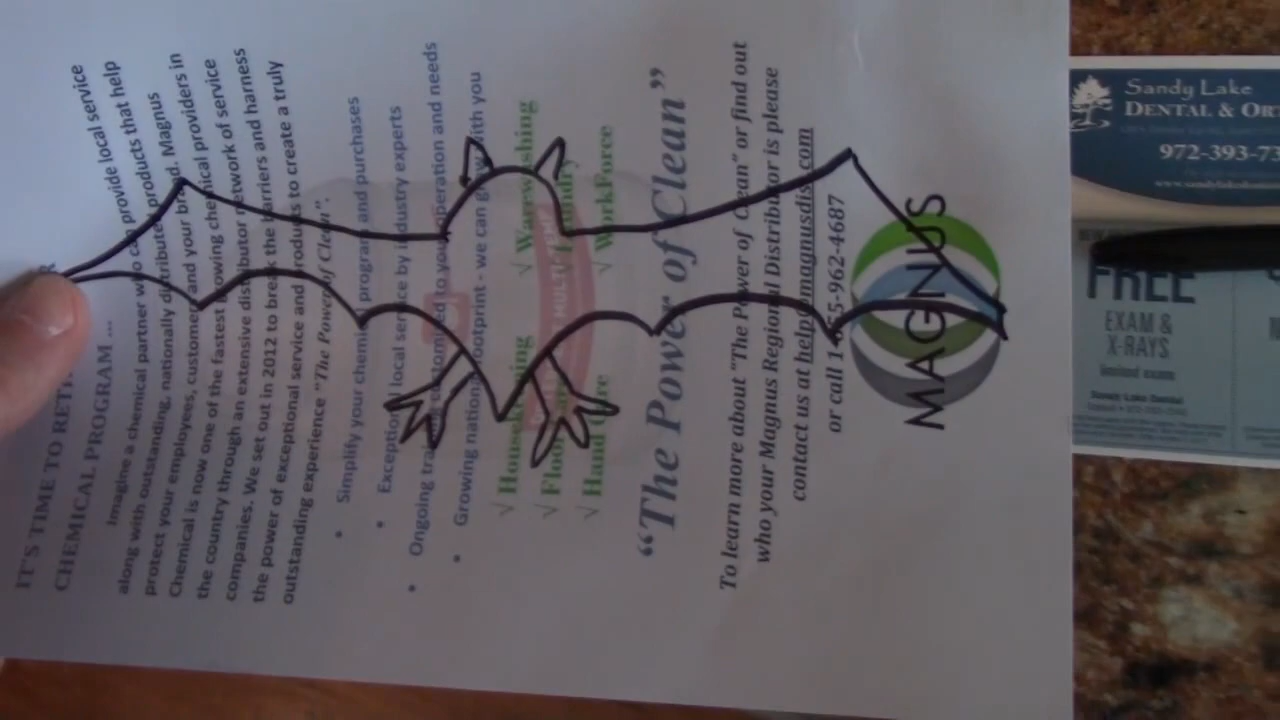 IT'S TIME TO
CHEMICAL PROGRAM ...
Imagine a chemical partner who can provide local service
along with outstanding, nationally distributed products that help
protect your employees, customers and your brand. Magnus
Chemical is now one of the fastest growing chemical providers in
the country through an extensive distributor network of service
companies. We set out in 2012 to break the barriers and harness
the power of exceptional service and products to create a truly
outstanding experience "The Power of Clean".
• Simplify your chemical program and purchases
• Exceptional local service by industry experts
• Ongoing training customized to your operation and needs
• Growing national footprint - we can grow with you
√ Housekeeping √ Warewashing
√ Floor Care √ Laundry
√ Hand Care √ WorkForce
"The Power of Clean"
To learn more about "The Power of Clean" or find out
who your Magnus Regional Distributor is please
contact us at help@magnusdis.com
or call 1-855-962-4687
MAGNUS
Sandy Lake
DENTAL & OR
972-393-73
FREE
EXAM &
X-RAYS
limited exam
Sandy Lake Dental